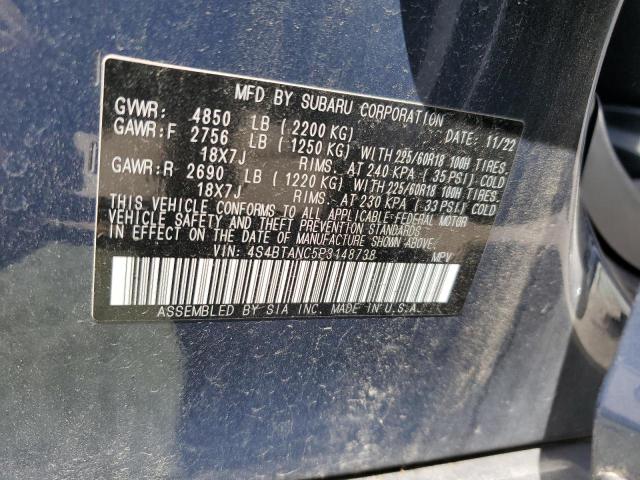 MFD BY SUBARU CORPORATION
GVWR: 4850 LB (2200 KG) DATE: 11/22
GAWR:F 2756 LB (1250 KG) WITH 225/60R18 100H TIRES.
18X7J RIMS. AT 240 KPA (35 PSI) COLD
GAWR:R 2690 LB (1220 KG) WITH 225/60R18 100H TIRES.
18X7J RIMS. AT 230 KPA (33 PSI) COLD
THIS VEHICLE CONFORMS TO ALL APPLICABLE FEDERAL MOTOR
VEHICLE SAFETY AND THEFT PREVENTION STANDARDS
IN EFFECT ON THE DATE OF MANUFACTURE SHOWN ABOVE.
VIN: 4S4BTANC5P3148738 MPV
ASSEMBLED BY SIA INC. MADE IN U.S.A.